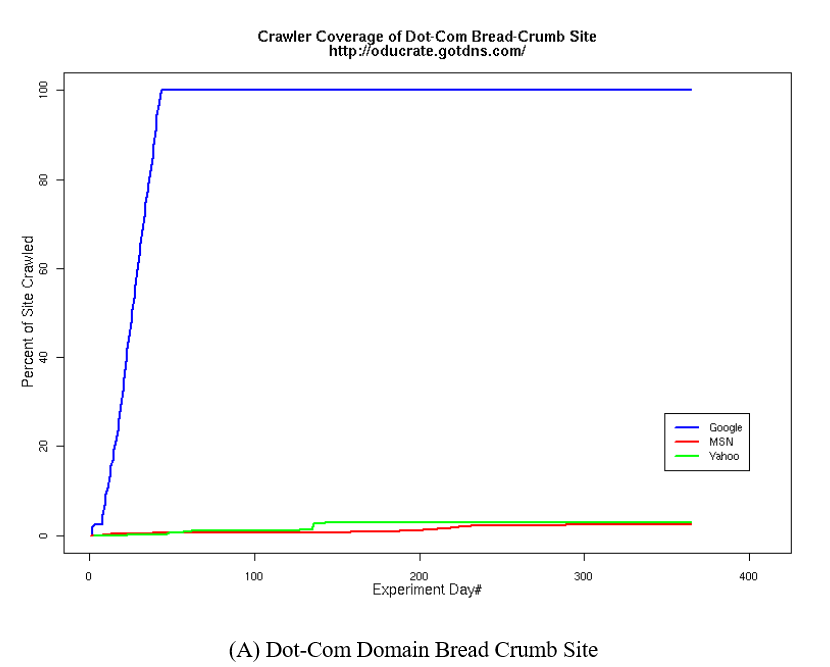 Crawler Coverage of Dot-Com Bread-Crumb Site
http://oducrate.gotdns.com/
Percent of Site Crawled
100
80
60
40
20
0
Google
MSN
Yahoo
0 100 200 300 400
Experiment Day#
(A) Dot-Com Domain Bread Crumb Site